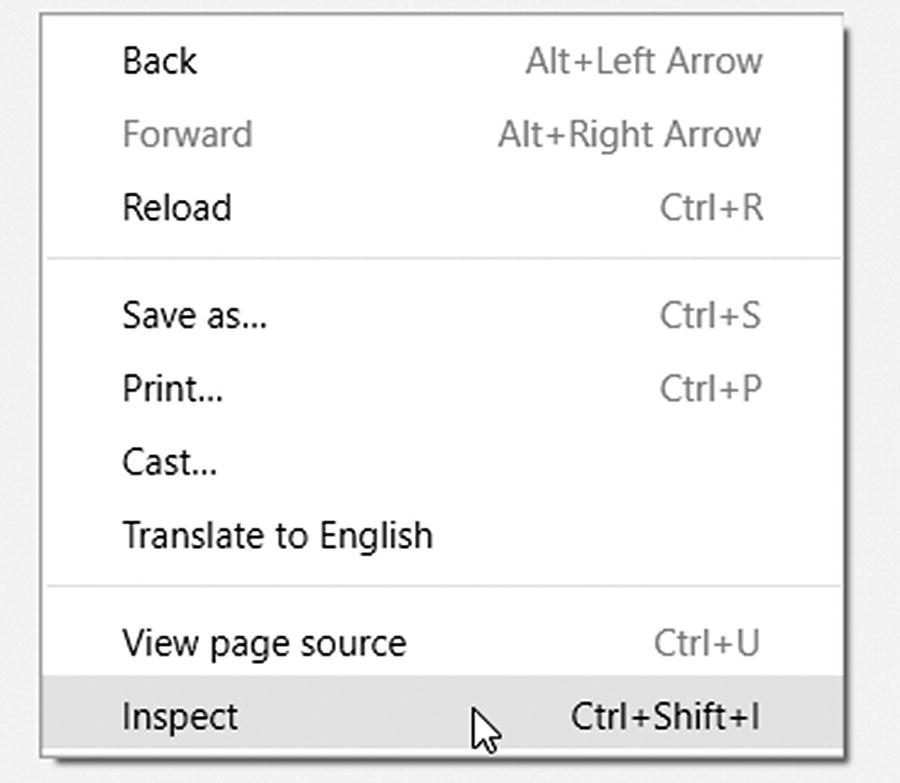 Back Alt+Left Arrow
Forward Alt+Right Arrow
Reload Ctrl+R
Save as... Ctrl+S
Print... Ctrl+P
Cast...
Translate to English
View page source Ctrl+U
Inspect Ctrl+Shift+I